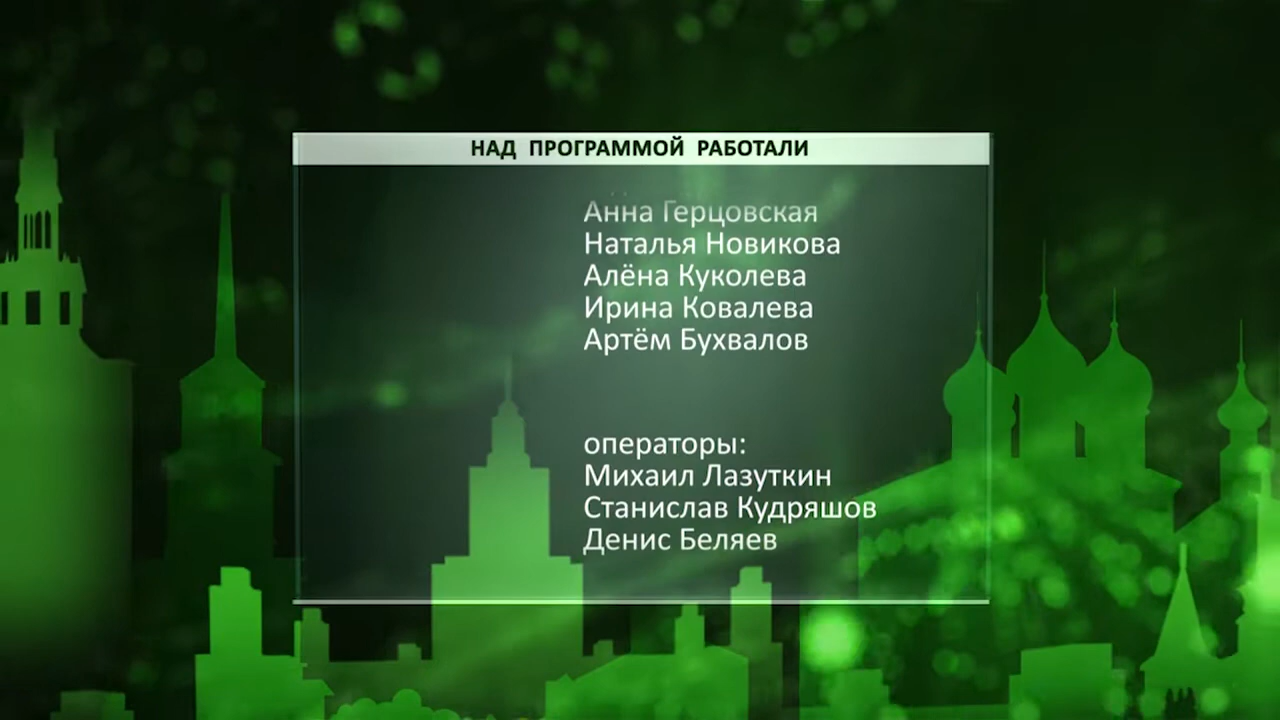 НАД ПРОГРАММОЙ РАБОТАЛИ
Анна Герцовская
Наталья Новикова
Алёна Куколева
Ирина Ковалева
Артём Бухвалов
операторы:
Михаил Лазуткин
Станислав Кудряшов
Денис Беляев